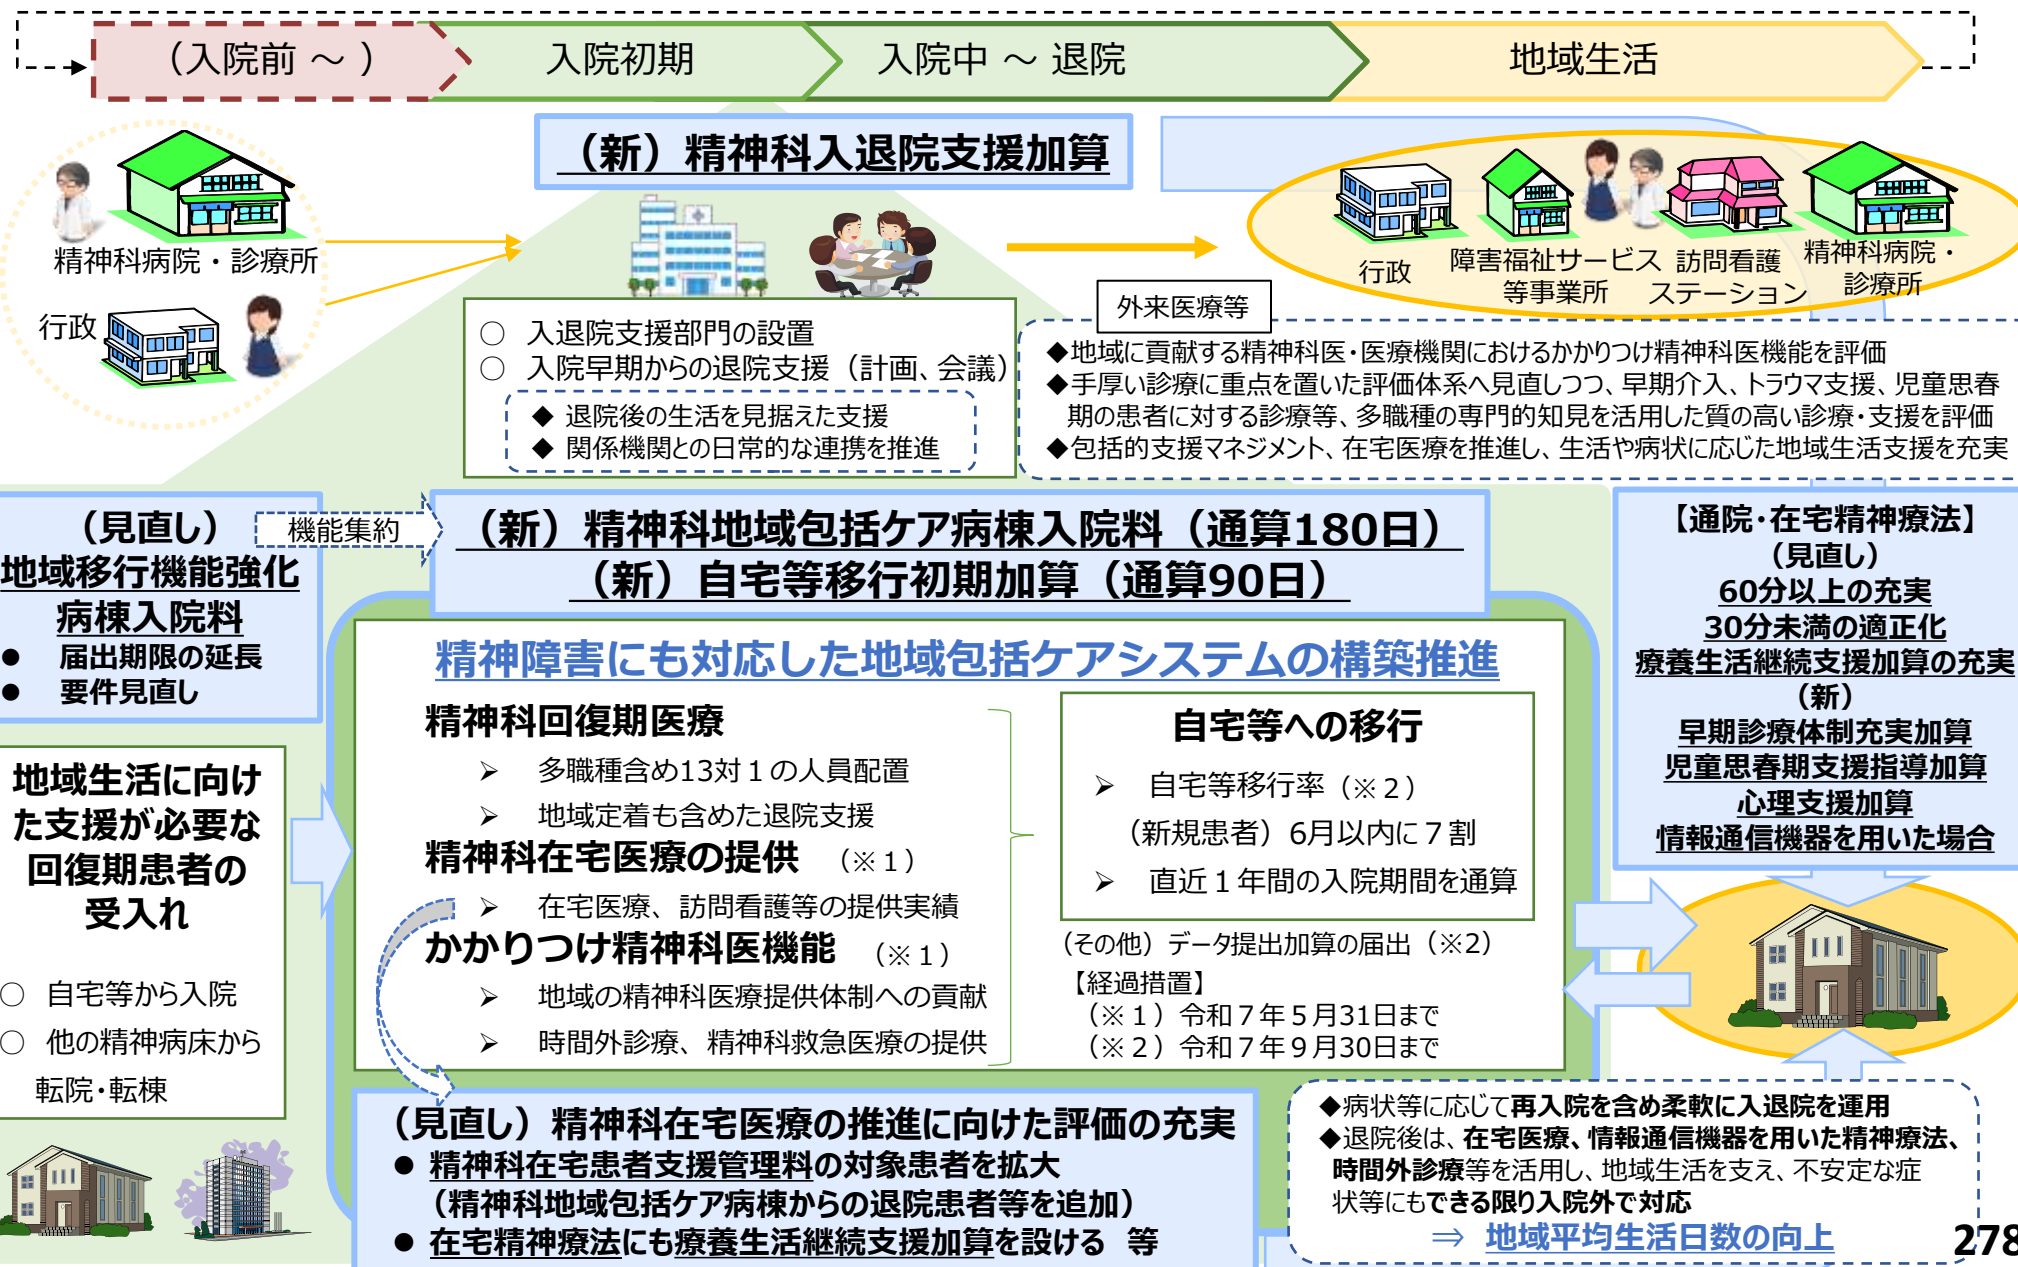 （入院前 ～ ）
入院初期
入院中 ～ 退院
地域生活
（新）精神科入退院支援加算
精神科病院・診療所
行政
○ 入退院支援部門の設置
○ 入院早期からの退院支援（計画、会議）
◆ 退院後の生活を見据えた支援
◆ 関係機関との日常的な連携を推進
行政
障害福祉サービス
等事業所
訪問看護
ステーション
精神科病院・
診療所
外来医療等
◆地域に貢献する精神科医・医療機関におけるかかりつけ精神科医機能を評価
◆手厚い診療に重点を置いた評価体系へ見直しつつ、早期介入、トラウマ支援、児童思春
期の患者に対する診療等、多職種の専門的知見を活用した質の高い診療・支援を評価
◆包括的支援マネジメント、在宅医療を推進し、生活や病状に応じた地域生活支援を充実
（見直し）
地域移行機能強化
病棟入院料
● 届出期限の延長
● 要件見直し
機能集約
（新）精神科地域包括ケア病棟入院料（通算180日）
（新）自宅等移行初期加算（通算90日）
地域生活に向け
た支援が必要な
回復期患者の
受入れ
○ 自宅等から入院
○ 他の精神病床から
転院・転棟
精神障害にも対応した地域包括ケアシステムの構築推進
精神科回復期医療
➢ 多職種含め13対１の人員配置
➢ 地域定着も含めた退院支援
精神科在宅医療の提供 （※１）
➢ 在宅医療、訪問看護等の提供実績
かかりつけ精神科医機能 （※１）
➢ 地域の精神科医療提供体制への貢献
➢ 時間外診療、精神科救急医療の提供
自宅等への移行
➢ 自宅等移行率（※２）
（新規患者）6月以内に７割
➢ 直近１年間の入院期間を通算
（その他）データ提出加算の届出（※2）
【経過措置】
（※１）令和７年５月31日まで
（※２）令和７年９月30日まで
（見直し）精神科在宅医療の推進に向けた評価の充実
● 精神科在宅患者支援管理料の対象患者を拡大
（精神科地域包括ケア病棟からの退院患者等を追加）
● 在宅精神療法にも療養生活継続支援加算を設ける 等
【通院・在宅精神療法】
（見直し）
60分以上の充実
30分未満の適正化
療養生活継続支援加算の充実
（新）
早期診療体制充実加算
児童思春期支援指導加算
心理支援加算
情報通信機器を用いた場合
◆病状等に応じて再入院を含め柔軟に入退院を運用
◆退院後は、在宅医療、情報通信機器を用いた精神療法、
時間外診療等を活用し、地域生活を支え、不安定な症
状等にもできる限り入院外で対応
⇒ 地域平均生活日数の向上
278